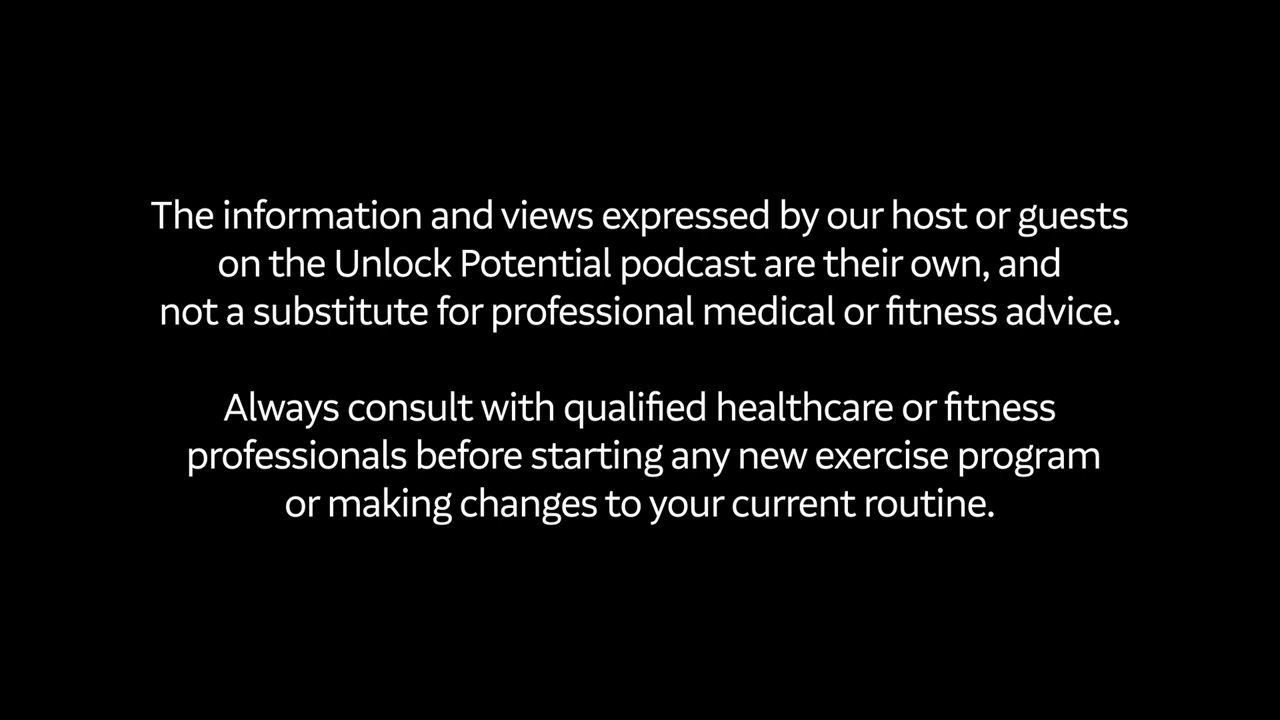 The information and views expressed by our host or guests
on the Unlock Potential podcast are their own, and
not a substitute for professional medical or fitness advice.
Always consult with qualified healthcare or fitness
professionals before starting any new exercise program
or making changes to your current routine.